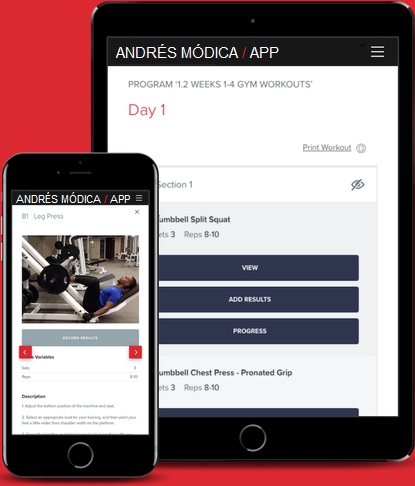 ANDRÉS MÓDICA / APP
PROGRAM '1.2 WEEKS 1-4 GYM WORKOUTS'
Day 1
Print Workout
Section 1
umbbell Split Squat
ets 3 Reps 8-10
VIEW
ADD RESULTS
PROGRESS
umbbell Chest Press - Pronated Grip
ets 3 Reps 8-10
ANDRÉS MÓDICA / APP
B1 Leg Press
RECORD RESULTS
Variables
Sets 3
Reps 8-10
Description
1. Adjust the bottom position of the machine and seat.
2. Select an appropriate load for your training, and then plant your
feet a little wider from shoulder width on the platform.